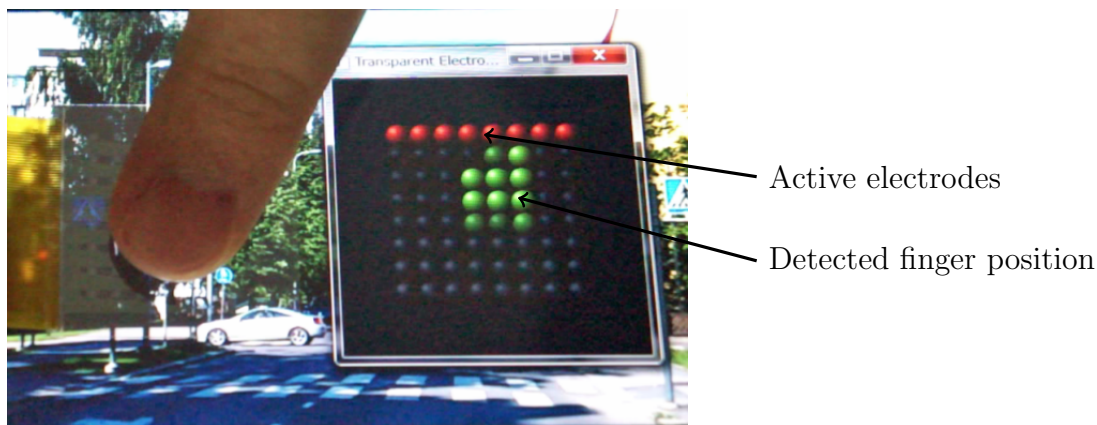 Transparent Electro...
Active electrodes
Detected finger position